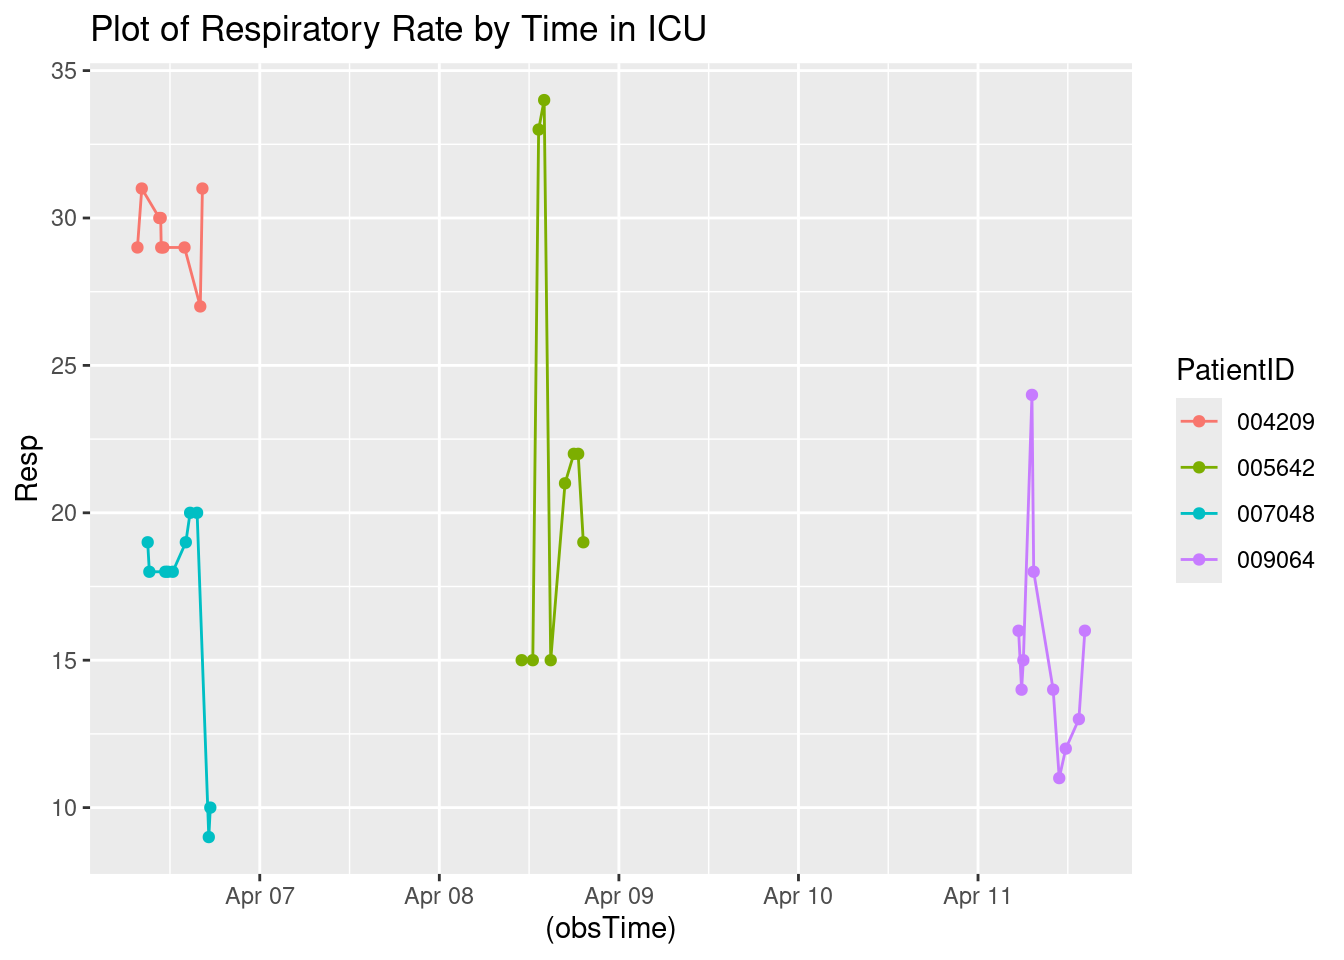 Plot of Respiratory Rate by Time in ICU
35
30
25
20
15
10
Resp
Apr 07
Apr 08
Apr 09
Apr 10
Apr 11
(obsTime)
PatientID
004209
005642
007048
009064